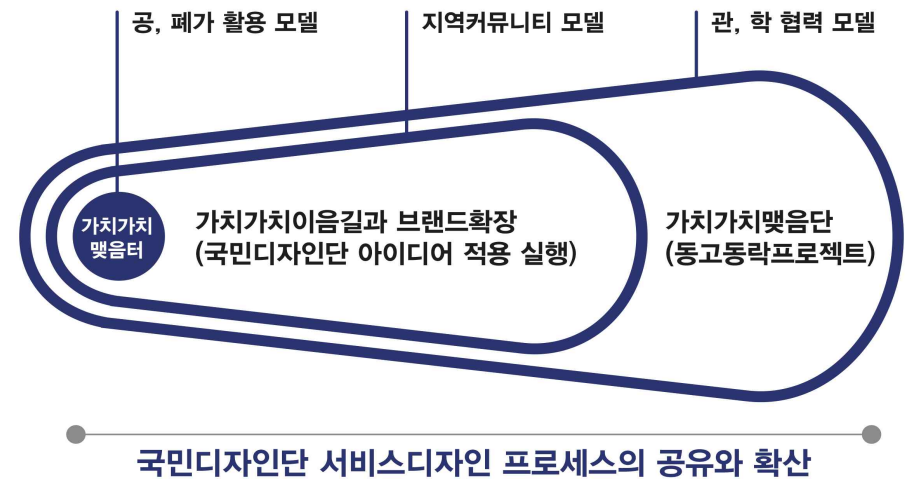 공, 폐가 활용 모델
지역커뮤니티 모델
관, 학 협력 모델
가치가치
맺음터
가치가치이음길과 브랜드확장
(국민디자인단 아이디어 적용 실행)
가치가치맺음단
(동고동락프로젝트)
국민디자인단 서비스디자인 프로세스의 공유와 확산